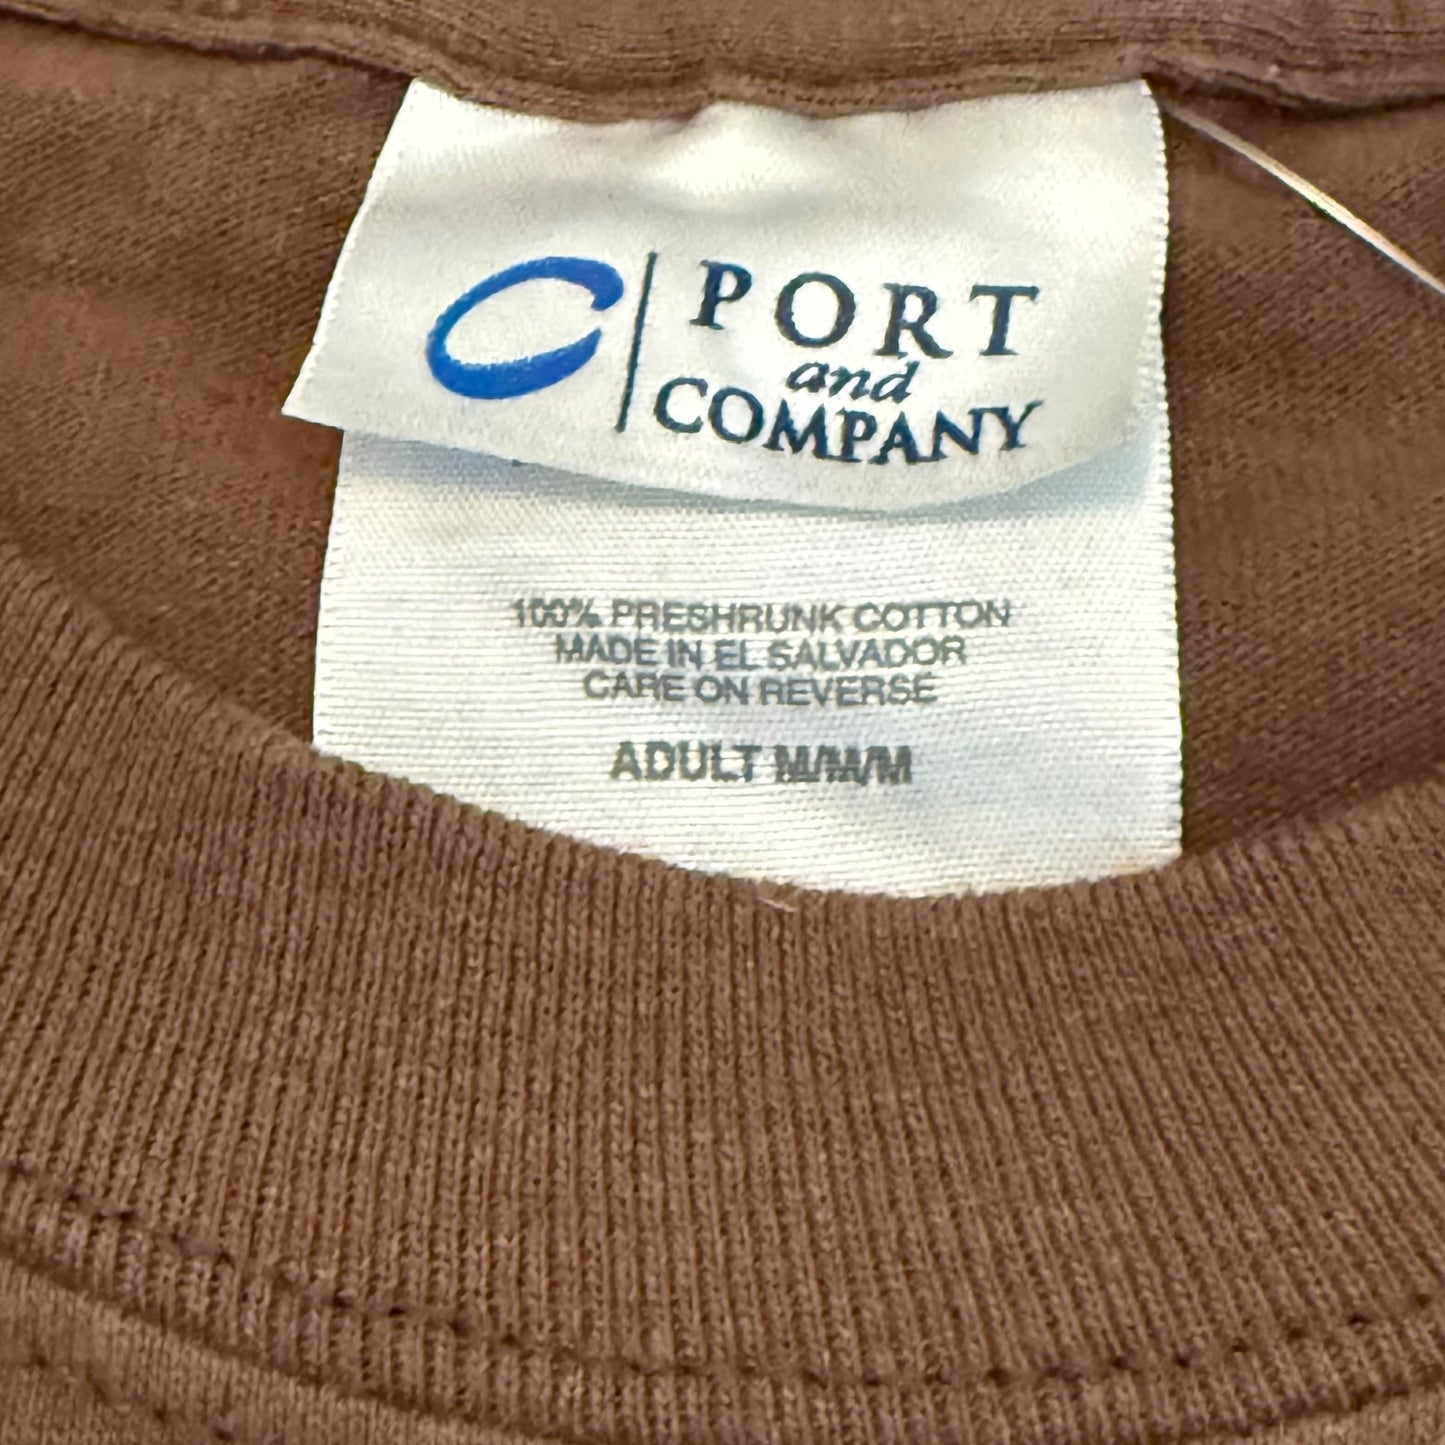 PORT
and
COMPANY
100% PRESHRUNK COTTON
MADE IN EL SALVADOR
CARE ON REVERSE
ADULT M/M/M